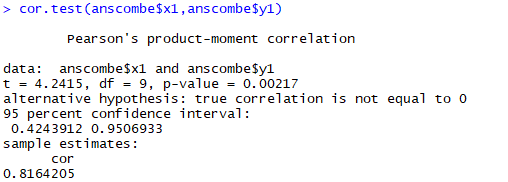 > cor.test(anscombe$x1,anscombe$y1)
Pearson's product-moment correlation
data:  anscombe$x1 and anscombe$y1
t = 4.2415, df = 9, p-value = 0.00217
alternative hypothesis: true correlation is not equal to 0
95 percent confidence interval:
 0.4243912 0.9506933
sample estimates:
cor
0.8164205